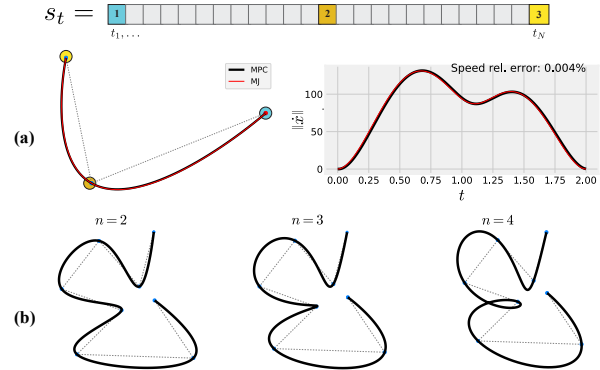 s_t = 1 2 3
t_1, ... t_N
MPC
MJ
(a)
Speed rel. error: 0.004%
100
50
0
‖ẋ‖
0.00 0.25 0.50 0.75 1.00 1.25 1.50 1.75 2.00
t
n = 2 n = 3 n = 4
(b)